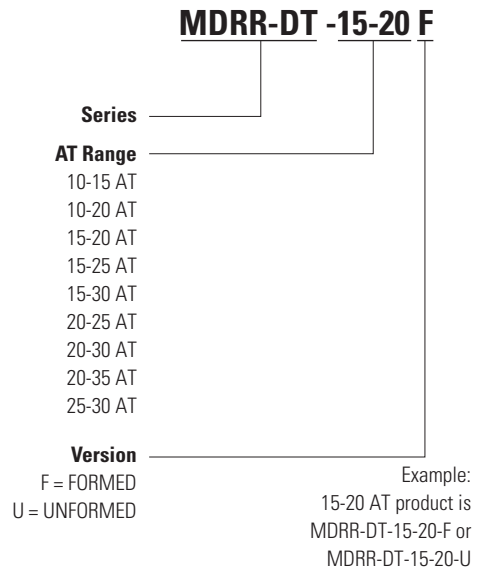 MDRR-DT -15-20 F
Series
AT Range
10-15 AT
10-20 AT
15-20 AT
15-25 AT
15-30 AT
20-25 AT
20-30 AT
20-35 AT
25-30 AT
Version
F = FORMED
U = UNFORMED
Example:
15-20 AT product is
MDRR-DT-15-20-F or
MDRR-DT-15-20-U